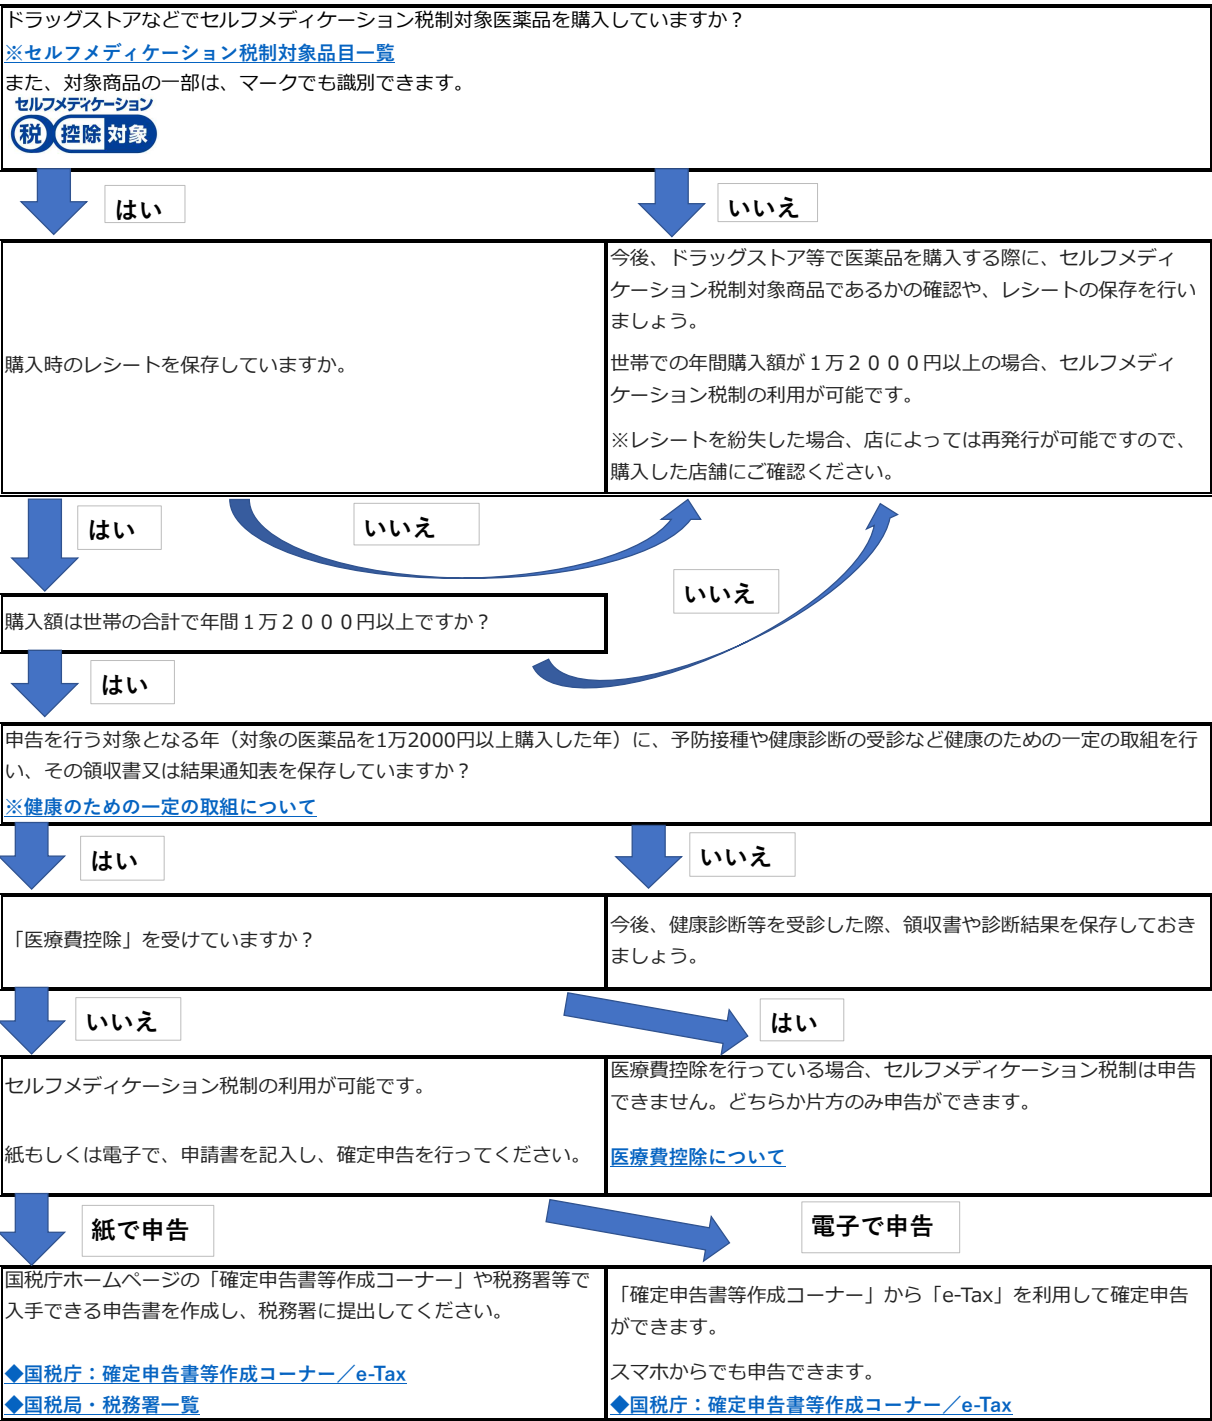 ドラッグストアなどでセルフメディケーション税制対象医薬品を購入していますか？
※セルフメディケーション税制対象品目一覧
また、対象商品の一部は、マークでも識別できます。
セルフメディケーション
税 控除 対象
はい
いいえ
購入時のレシートを保存していますか。
今後、ドラッグストア等で医薬品を購入する際に、セルフメディ
ケーション税制対象商品であるかの確認や、レシートの保存を行い
ましょう。
世帯での年間購入額が１万２０００円以上の場合、セルフメディ
ケーション税制の利用が可能です。
※レシートを紛失した場合、店によっては再発行が可能ですので、
購入した店舗にご確認ください。
はい
いいえ
いいえ
購入額は世帯の合計で年間１万２０００円以上ですか？
はい
申告を行う対象となる年（対象の医薬品を1万2000円以上購入した年）に、予防接種や健康診断の受診など健康のための一定の取組を行
い、その領収書又は結果通知表を保存していますか？
※健康のための一定の取組について
はい
いいえ
「医療費控除」を受けていますか？
今後、健康診断等を受診した際、領収書や診断結果を保存しておき
ましょう。
いいえ
はい
セルフメディケーション税制の利用が可能です。
紙もしくは電子で、申請書を記入し、確定申告を行ってください。
医療費控除を行っている場合、セルフメディケーション税制は申告
できません。どちらか片方のみ申告ができます。
医療費控除について
紙で申告
電子で申告
国税庁ホームページの「確定申告書等作成コーナー」や税務署等で
入手できる申告書を作成し、税務署に提出してください。
◆国税庁：確定申告書等作成コーナー／e-Tax
◆国税局・税務署一覧
「確定申告書等作成コーナー」から「e-Tax」を利用して確定申告
ができます。
スマホからでも申告できます。
◆国税庁：確定申告書等作成コーナー／e-Tax